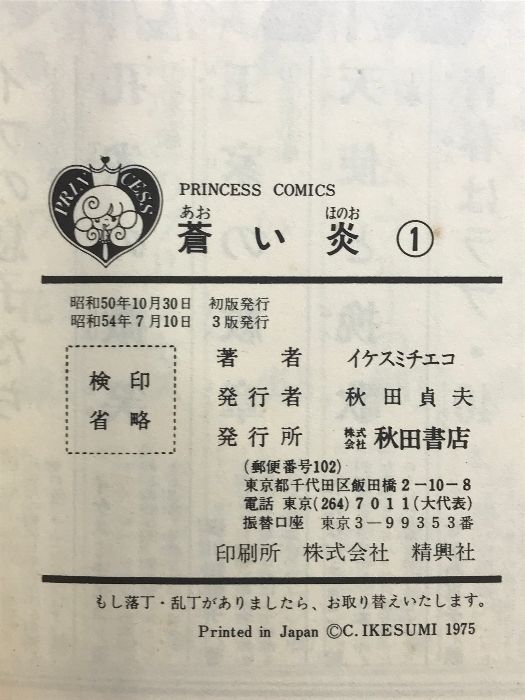 PRINCESS
PRINCESS COMICS
あお ほのお
蒼い炎 ①
昭和50年10月30日 初版発行
昭和54年7月10日 3版発行
検印
省略
著者 イケスミチエコ
発行者 秋田貞夫
発行所 株式会社 秋田書店
(郵便番号102)
東京都千代田区飯田橋2-10-8
電話 東京(264)7011(大代表)
振替口座 東京3-99353番
印刷所 株式会社 精興社
もし落丁・乱丁がありましたら、お取り替えいたします。
Printed in Japan ©C. IKESUMI 1975